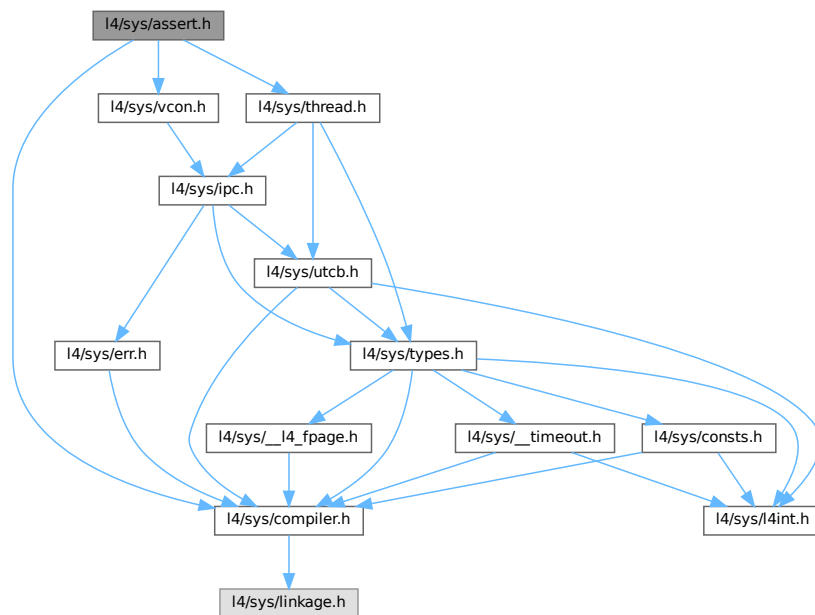 l4/sys/assert.h
l4/sys/vcon.h
l4/sys/thread.h
l4/sys/ipc.h
l4/sys/utcb.h
l4/sys/err.h
l4/sys/types.h
l4/sys/__l4_fpage.h
l4/sys/__timeout.h
l4/sys/consts.h
l4/sys/compiler.h
l4/sys/l4int.h
l4/sys/linkage.h